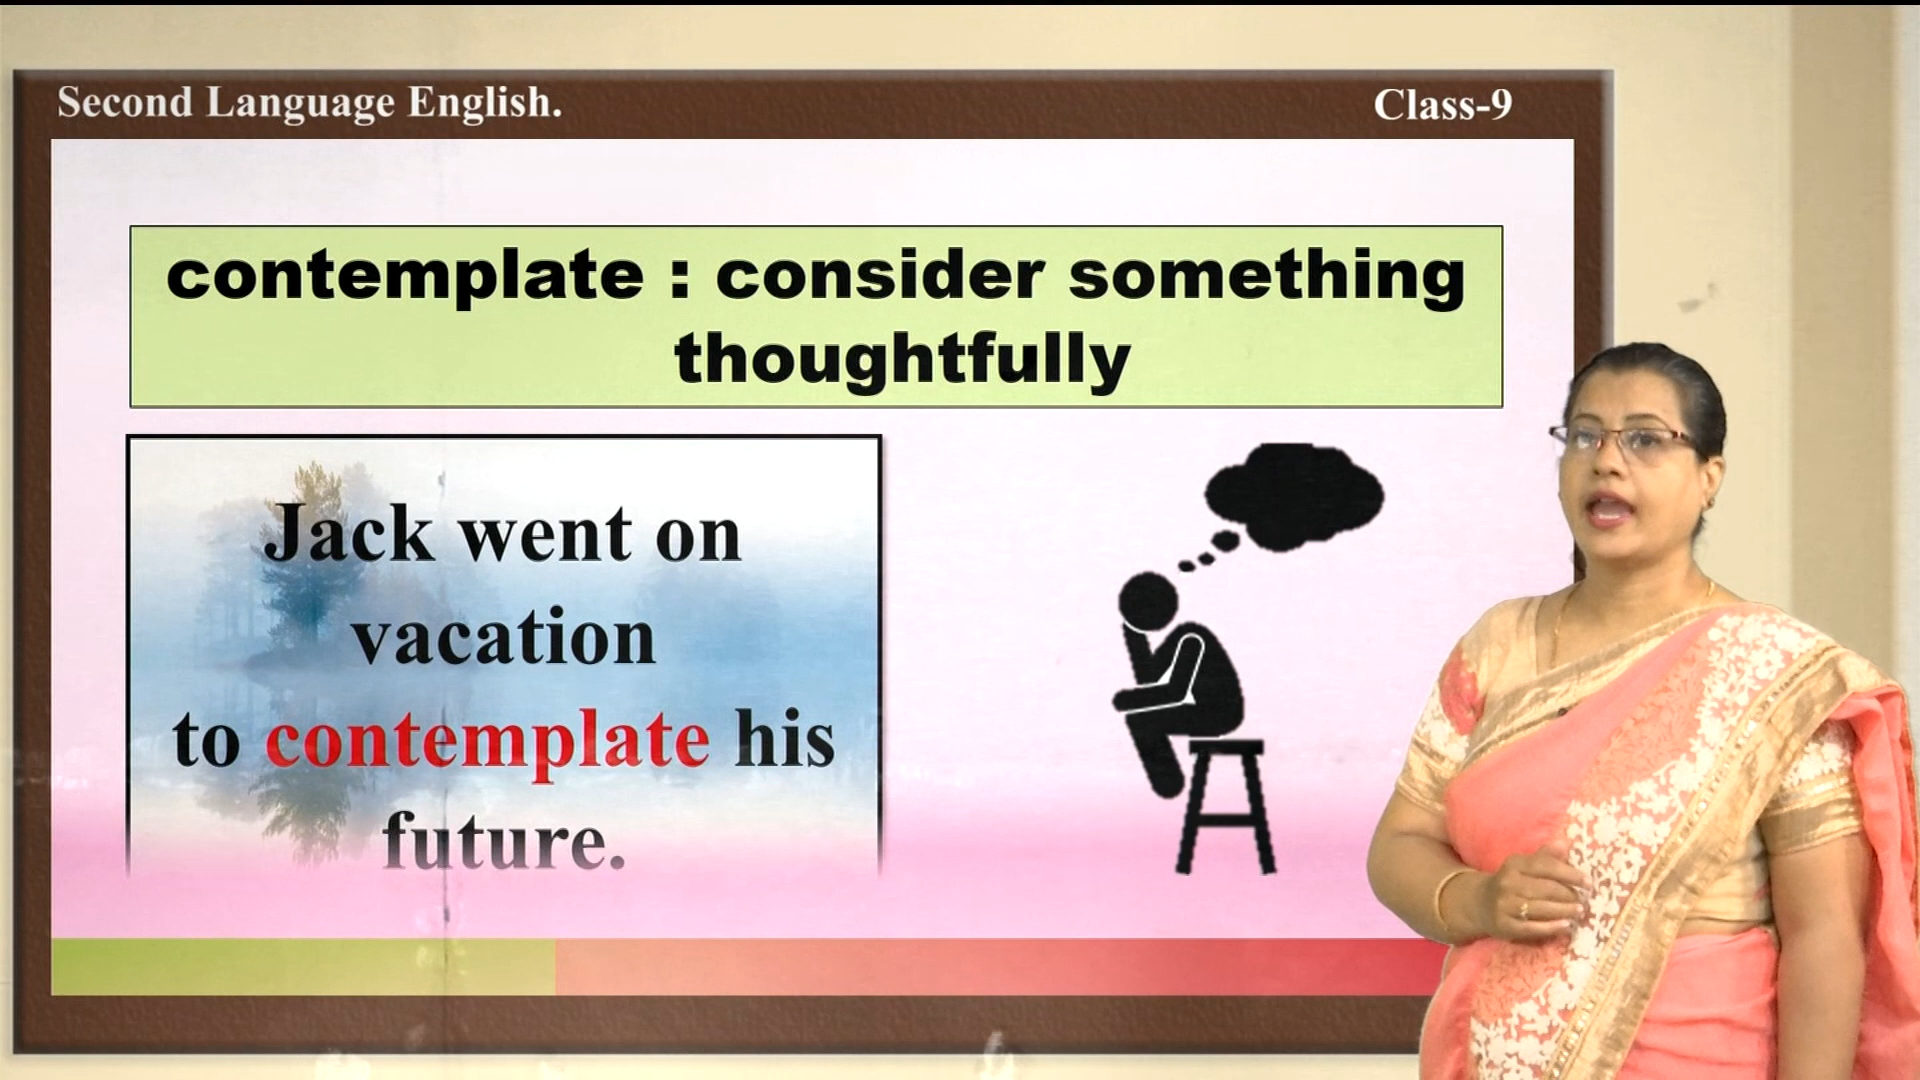 Second Language English.
Class-9
contemplate : consider something
thoughtfully
Jack went on
vacation
to contemplate his
future.